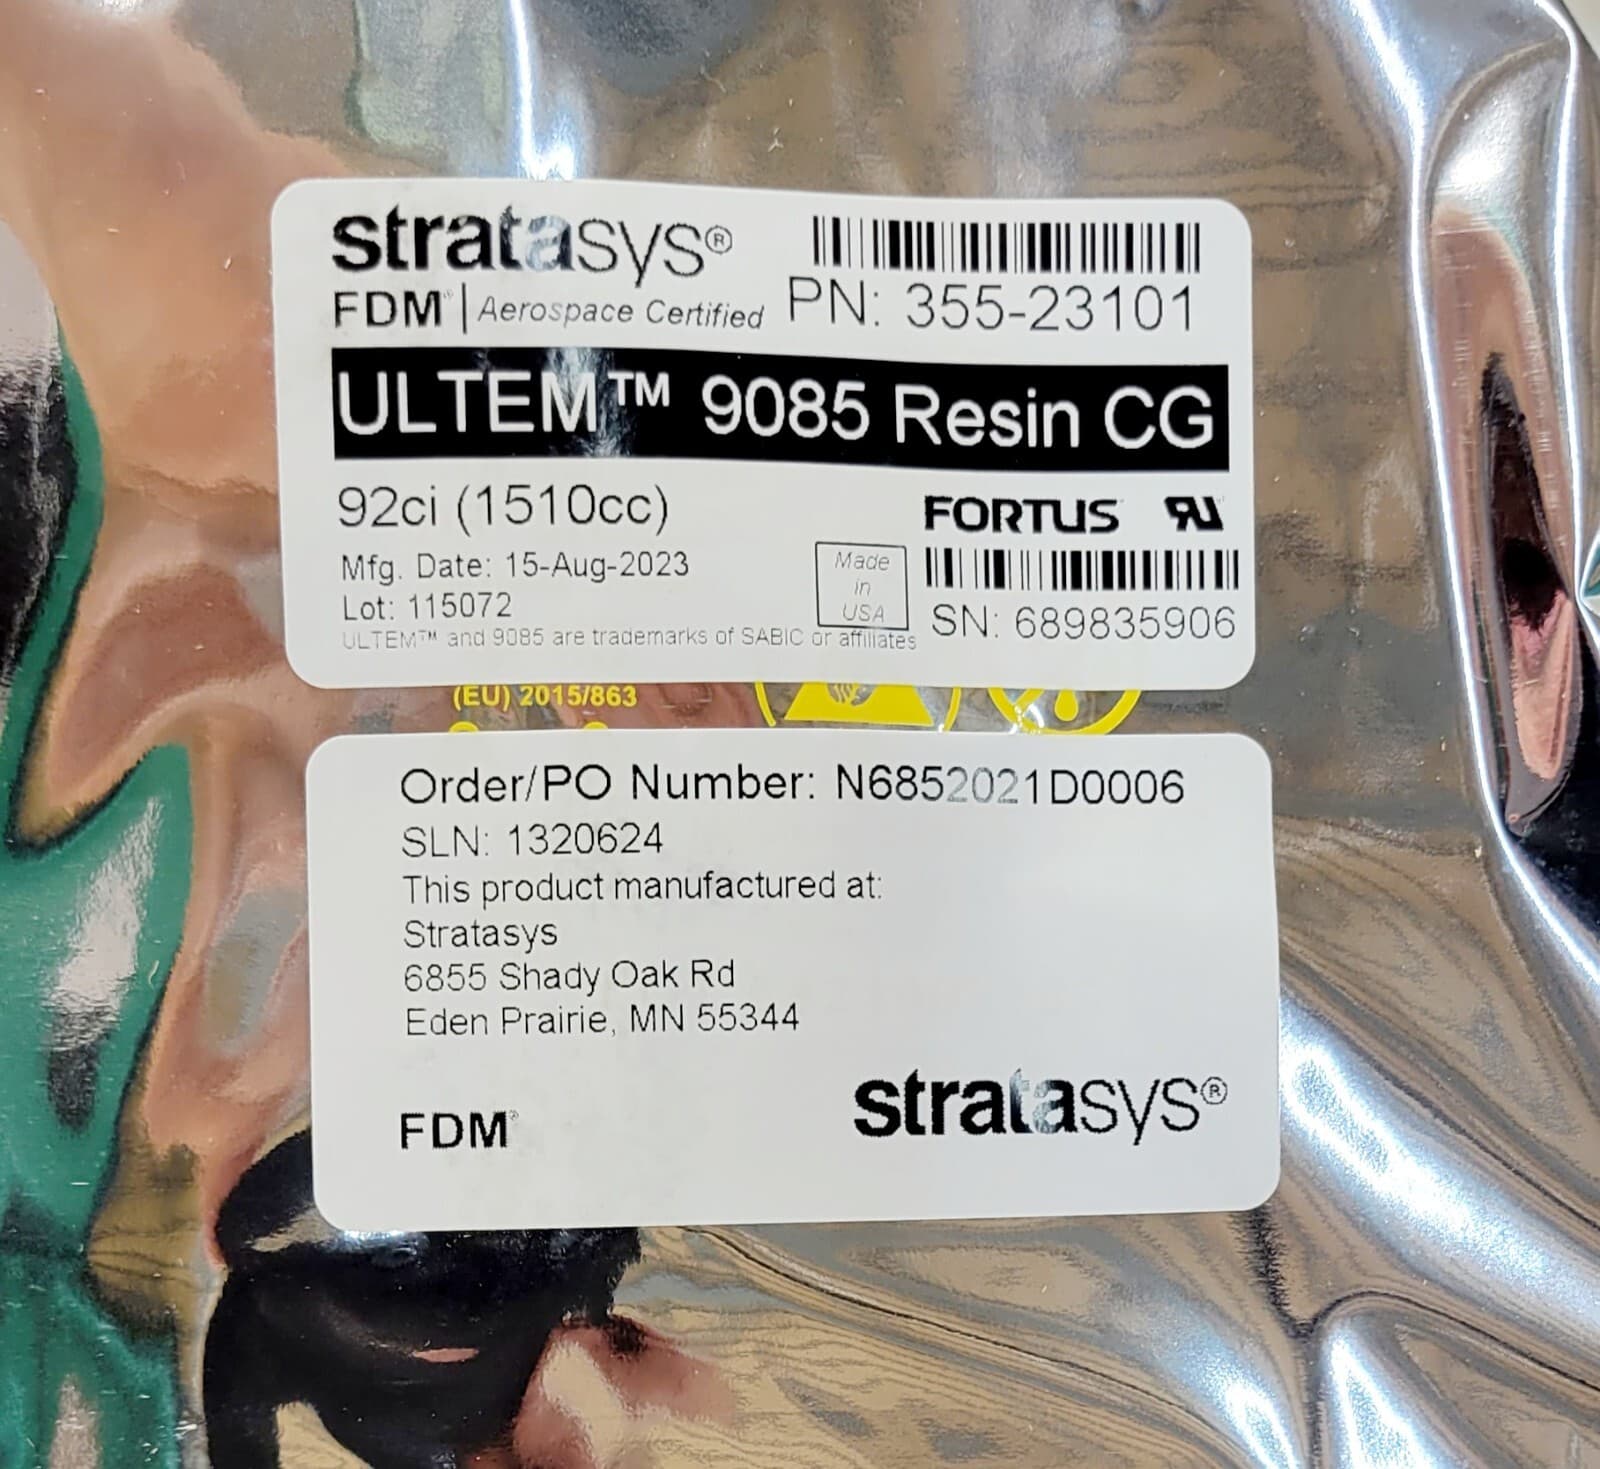 stratasys®
FDM® | Aerospace Certified
PN: 355-23101
ULTEM™ 9085 Resin CG
92ci (1510cc)
FORTUS
Mfg. Date: 15-Aug-2023
Lot: 115072
Made
in
USA
SN: 689835906
ULTEM™ and 9085 are trademarks of SABIC or affiliates
(EU) 2015/863
Order/PO Number: N6852021D0006
SLN: 1320624
This product manufactured at:
Stratasys
6855 Shady Oak Rd
Eden Prairie, MN 55344
FDM®
stratasys®